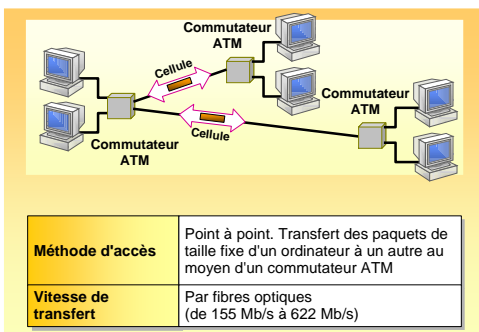 Commutateur
ATM
Cellule
Commutateur
ATM
Cellule
Commutateur
ATM
Méthode d'accès
Point à point. Transfert des paquets de
taille fixe d'un ordinateur à un autre au
moyen d'un commutateur ATM
Vitesse de
transfert
Par fibres optiques
(de 155 Mb/s à 622 Mb/s)